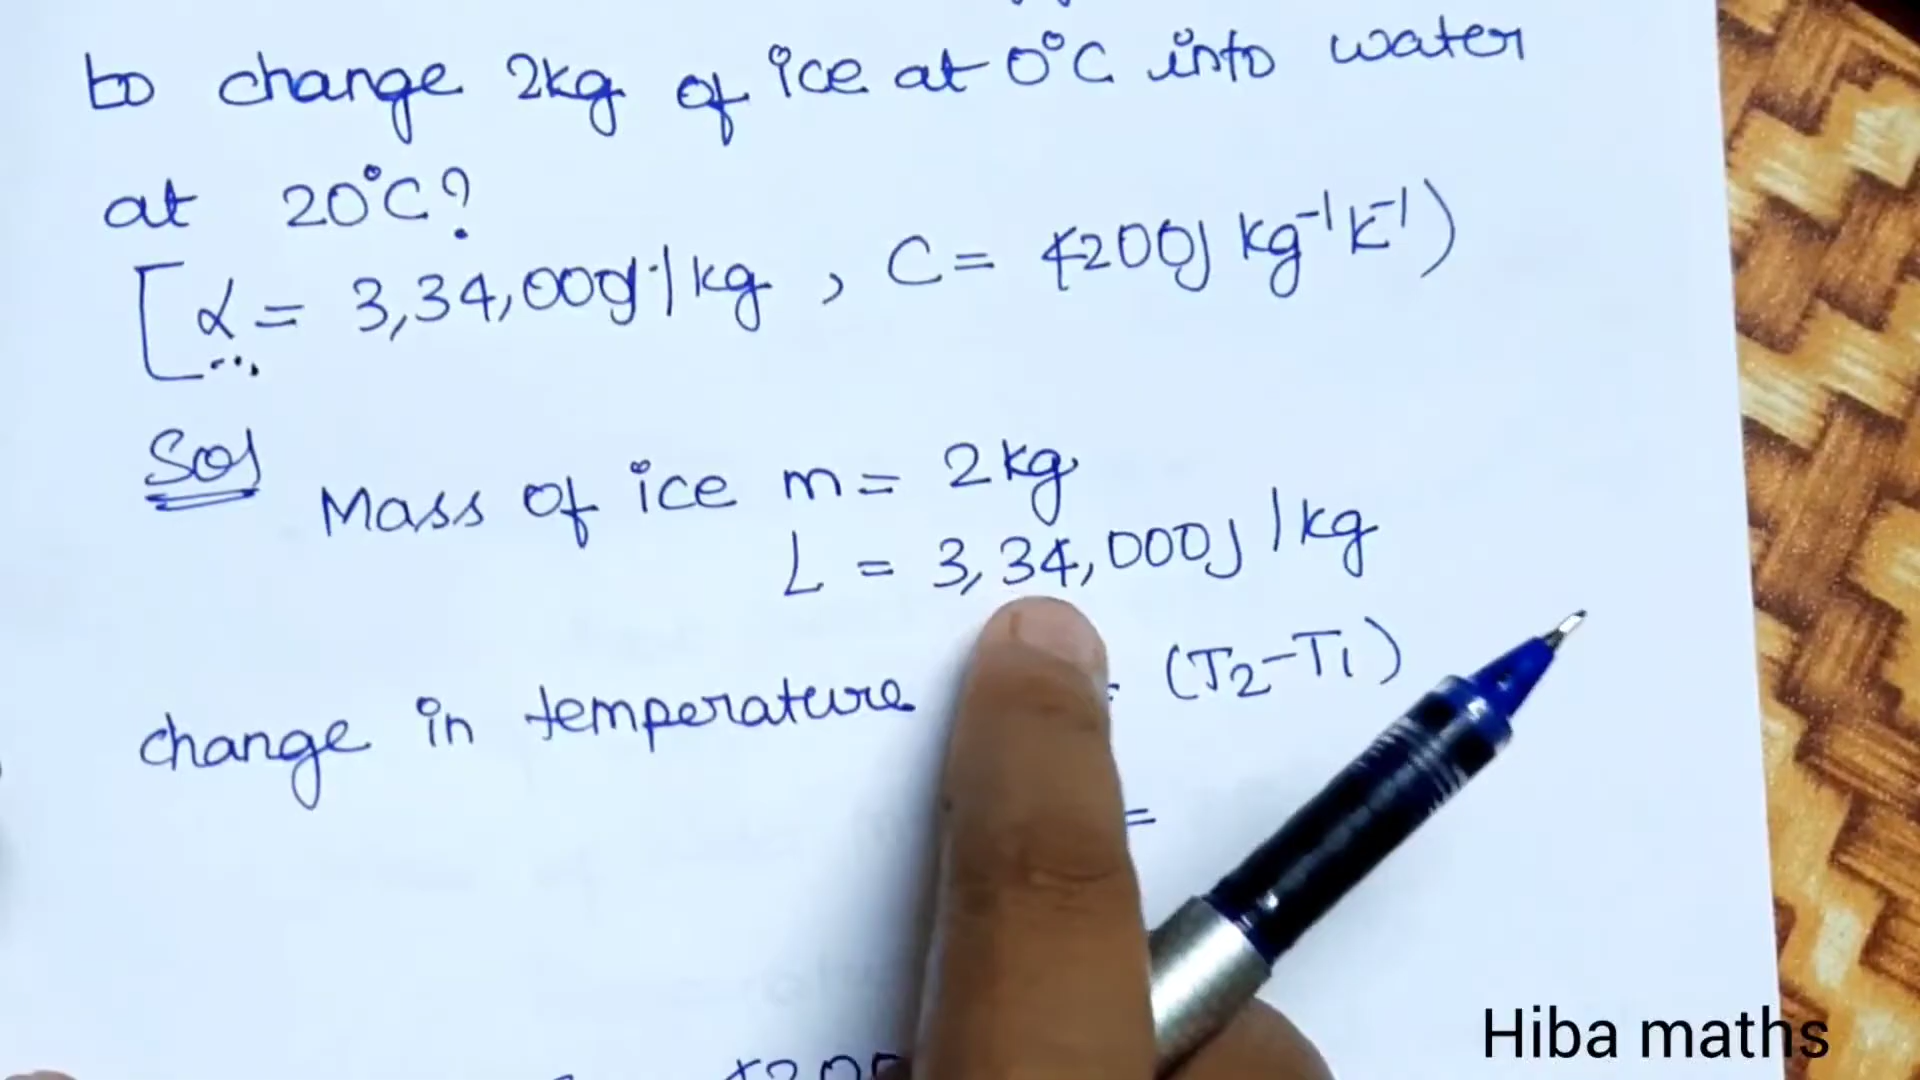 to change 2kg of ice at 0°C into water
at 20°C?
[α = 3,34,000J/kg, C = 4200J kg⁻¹K⁻¹)
Sol
Mass of ice m = 2kg
L = 3,34,000J/kg
change in temperature = (T₂-T₁)
=
Hiba maths